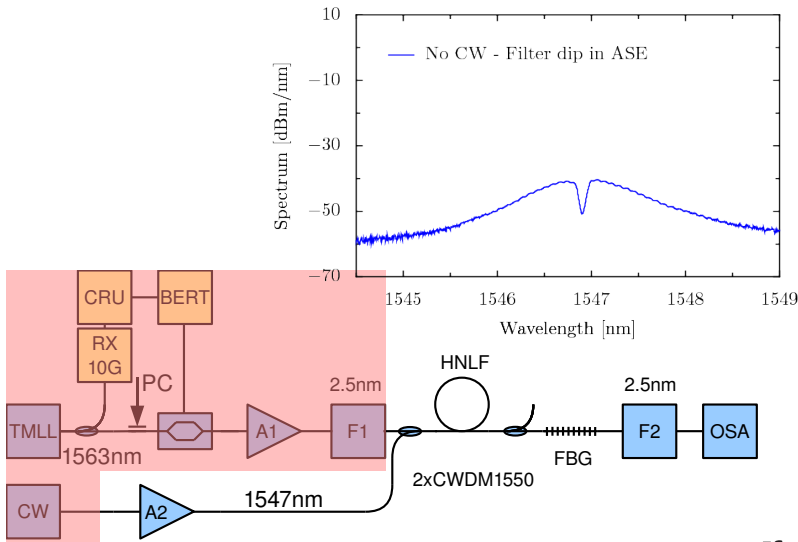 10
−10
−30
−50
−70
Spectrum [dBm/nm]
No CW - Filter dip in ASE
1545
1546
1547
1548
1549
Wavelength [nm]
CRU
BERT
RX
10G
PC
HNLF
2.5nm
2.5nm
TMLL
A1
F1
F2
OSA
1563nm
FBG
2xCWDM1550
1547nm
CW
A2